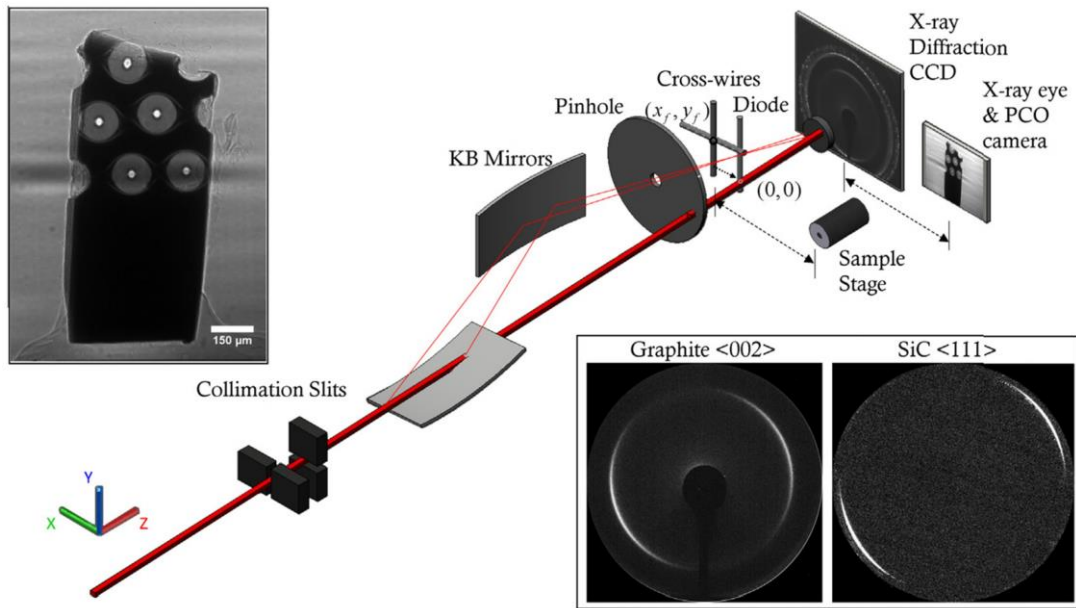 X-ray
Diffraction
CCD
X-ray eye
& PCO
camera
Cross-wires
Pinhole
(x_f, y_f)
Diode
KB Mirrors
(0,0)
Sample
Stage
150 μm
Collimation Slits
Graphite <002>
SiC <111>
Y
X
Z